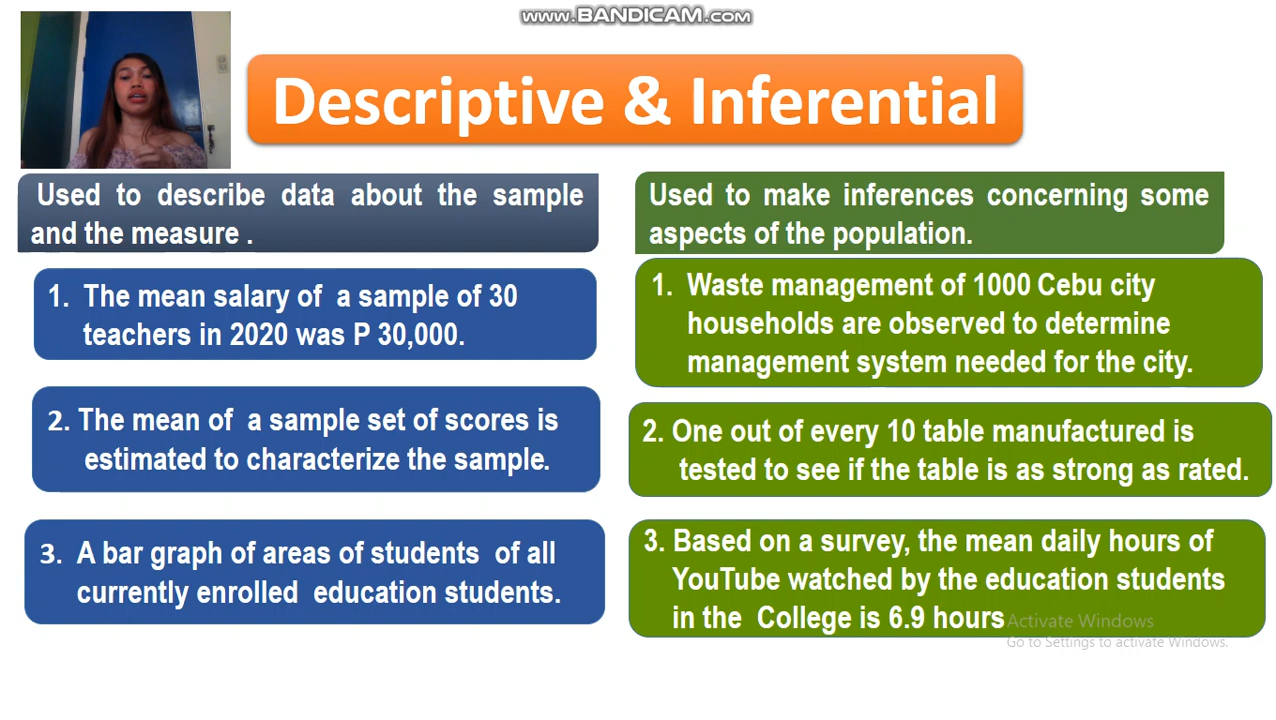 www.BANDICAM.com
Descriptive & Inferential
Used to describe data about the sample
and the measure .
1. The mean salary of a sample of 30
teachers in 2020 was P 30,000.
2. The mean of a sample set of scores is
estimated to characterize the sample.
3. A bar graph of areas of students of all
currently enrolled education students.
Used to make inferences concerning some
aspects of the population.
1. Waste management of 1000 Cebu city
households are observed to determine
management system needed for the city.
2. One out of every 10 table manufactured is
tested to see if the table is as strong as rated.
3. Based on a survey, the mean daily hours of
YouTube watched by the education students
in the College is 6.9 hours
Activate Windows
Go to Settings to activate Windows.